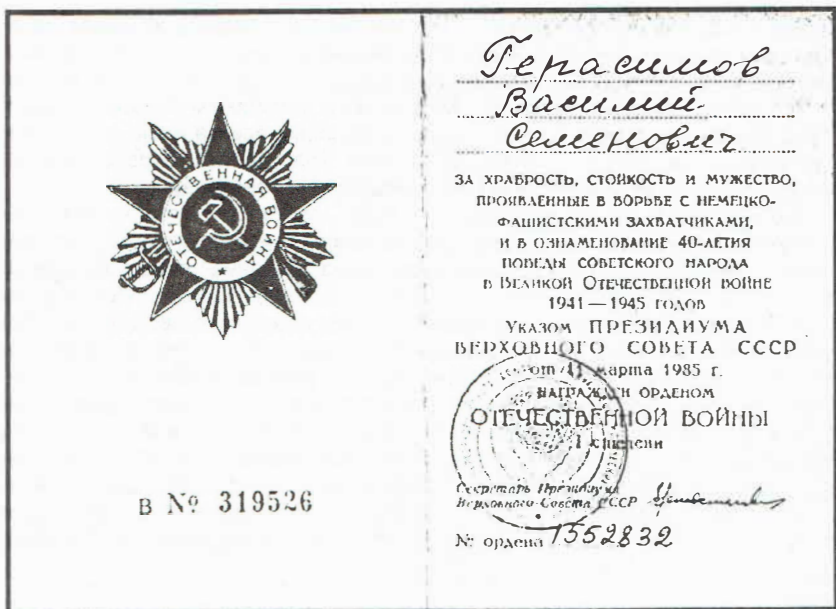 ОТЕЧЕСТВЕННАЯ ВОЙНА
В № 319526
Герасимов
Василий
Семенович
ЗА ХРАБРОСТЬ, СТОЙКОСТЬ И МУЖЕСТВО,
ПРОЯВЛЕННЫЕ В БОРЬБЕ С НЕМЕЦКО-
ФАШИСТСКИМИ ЗАХВАТЧИКАМИ,
И В ОЗНАМЕНОВАНИЕ 40-ЛЕТИЯ
ПОБЕДЫ СОВЕТСКОГО НАРОДА
В ВЕЛИКОЙ ОТЕЧЕСТВЕННОЙ ВОЙНЕ
1941—1945 ГОДОВ
УКАЗОМ ПРЕЗИДИУМА
ВЕРХОВНОГО СОВЕТА СССР
от 11 марта 1985 г.
НАГРАЖДЕН ОРДЕНОМ
ОТЕЧЕСТВЕННОЙ ВОЙНЫ
I степени
Секретарь Президиума
Верховного Совета СССР
№ ордена 1552832